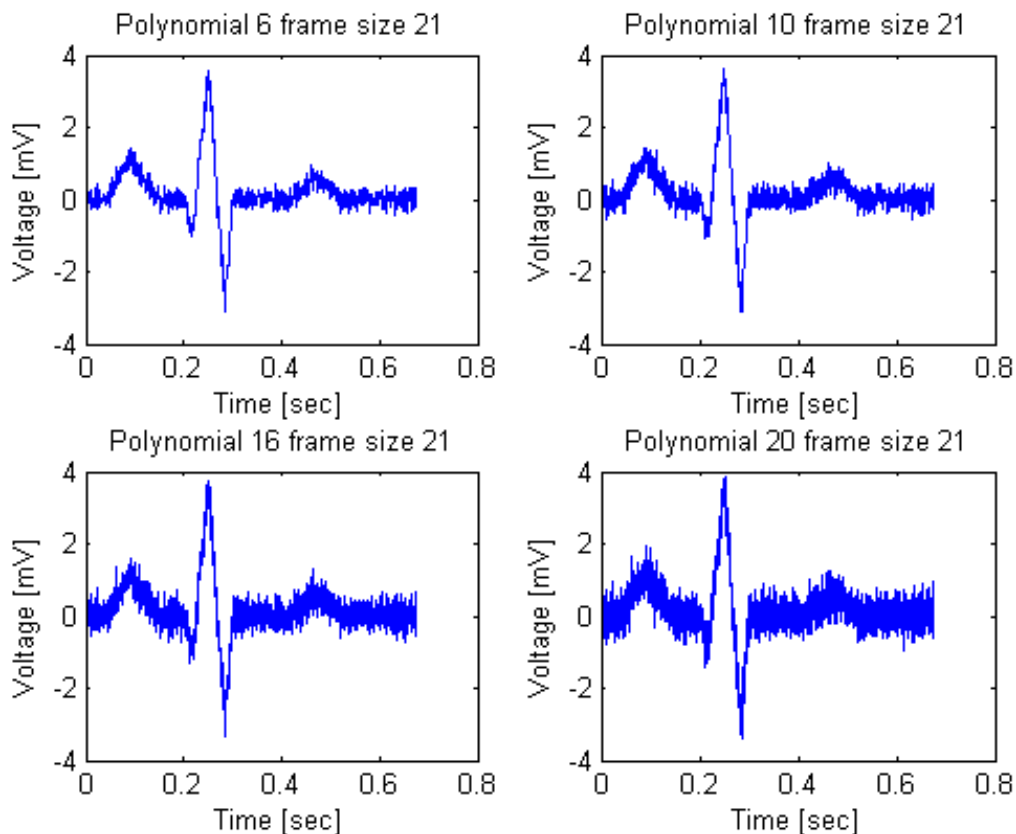 Polynomial 6 frame size 21
Voltage [mV]
4
2
0
-2
-4
0 0.2 0.4 0.6 0.8
Time [sec]
Polynomial 10 frame size 21
Voltage [mV]
4
2
0
-2
-4
0 0.2 0.4 0.6 0.8
Time [sec]
Polynomial 16 frame size 21
Voltage [mV]
4
2
0
-2
-4
0 0.2 0.4 0.6 0.8
Time [sec]
Polynomial 20 frame size 21
Voltage [mV]
4
2
0
-2
-4
0 0.2 0.4 0.6 0.8
Time [sec]